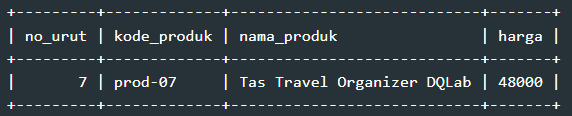 +---------+-------------+----------------------------+-------+
| no_urut | kode_produk | nama_produk                | harga |
+---------+-------------+----------------------------+-------+
|       7 | prod-07     | Tas Travel Organizer DQLab | 48000 |
+---------+-------------+----------------------------+-------+